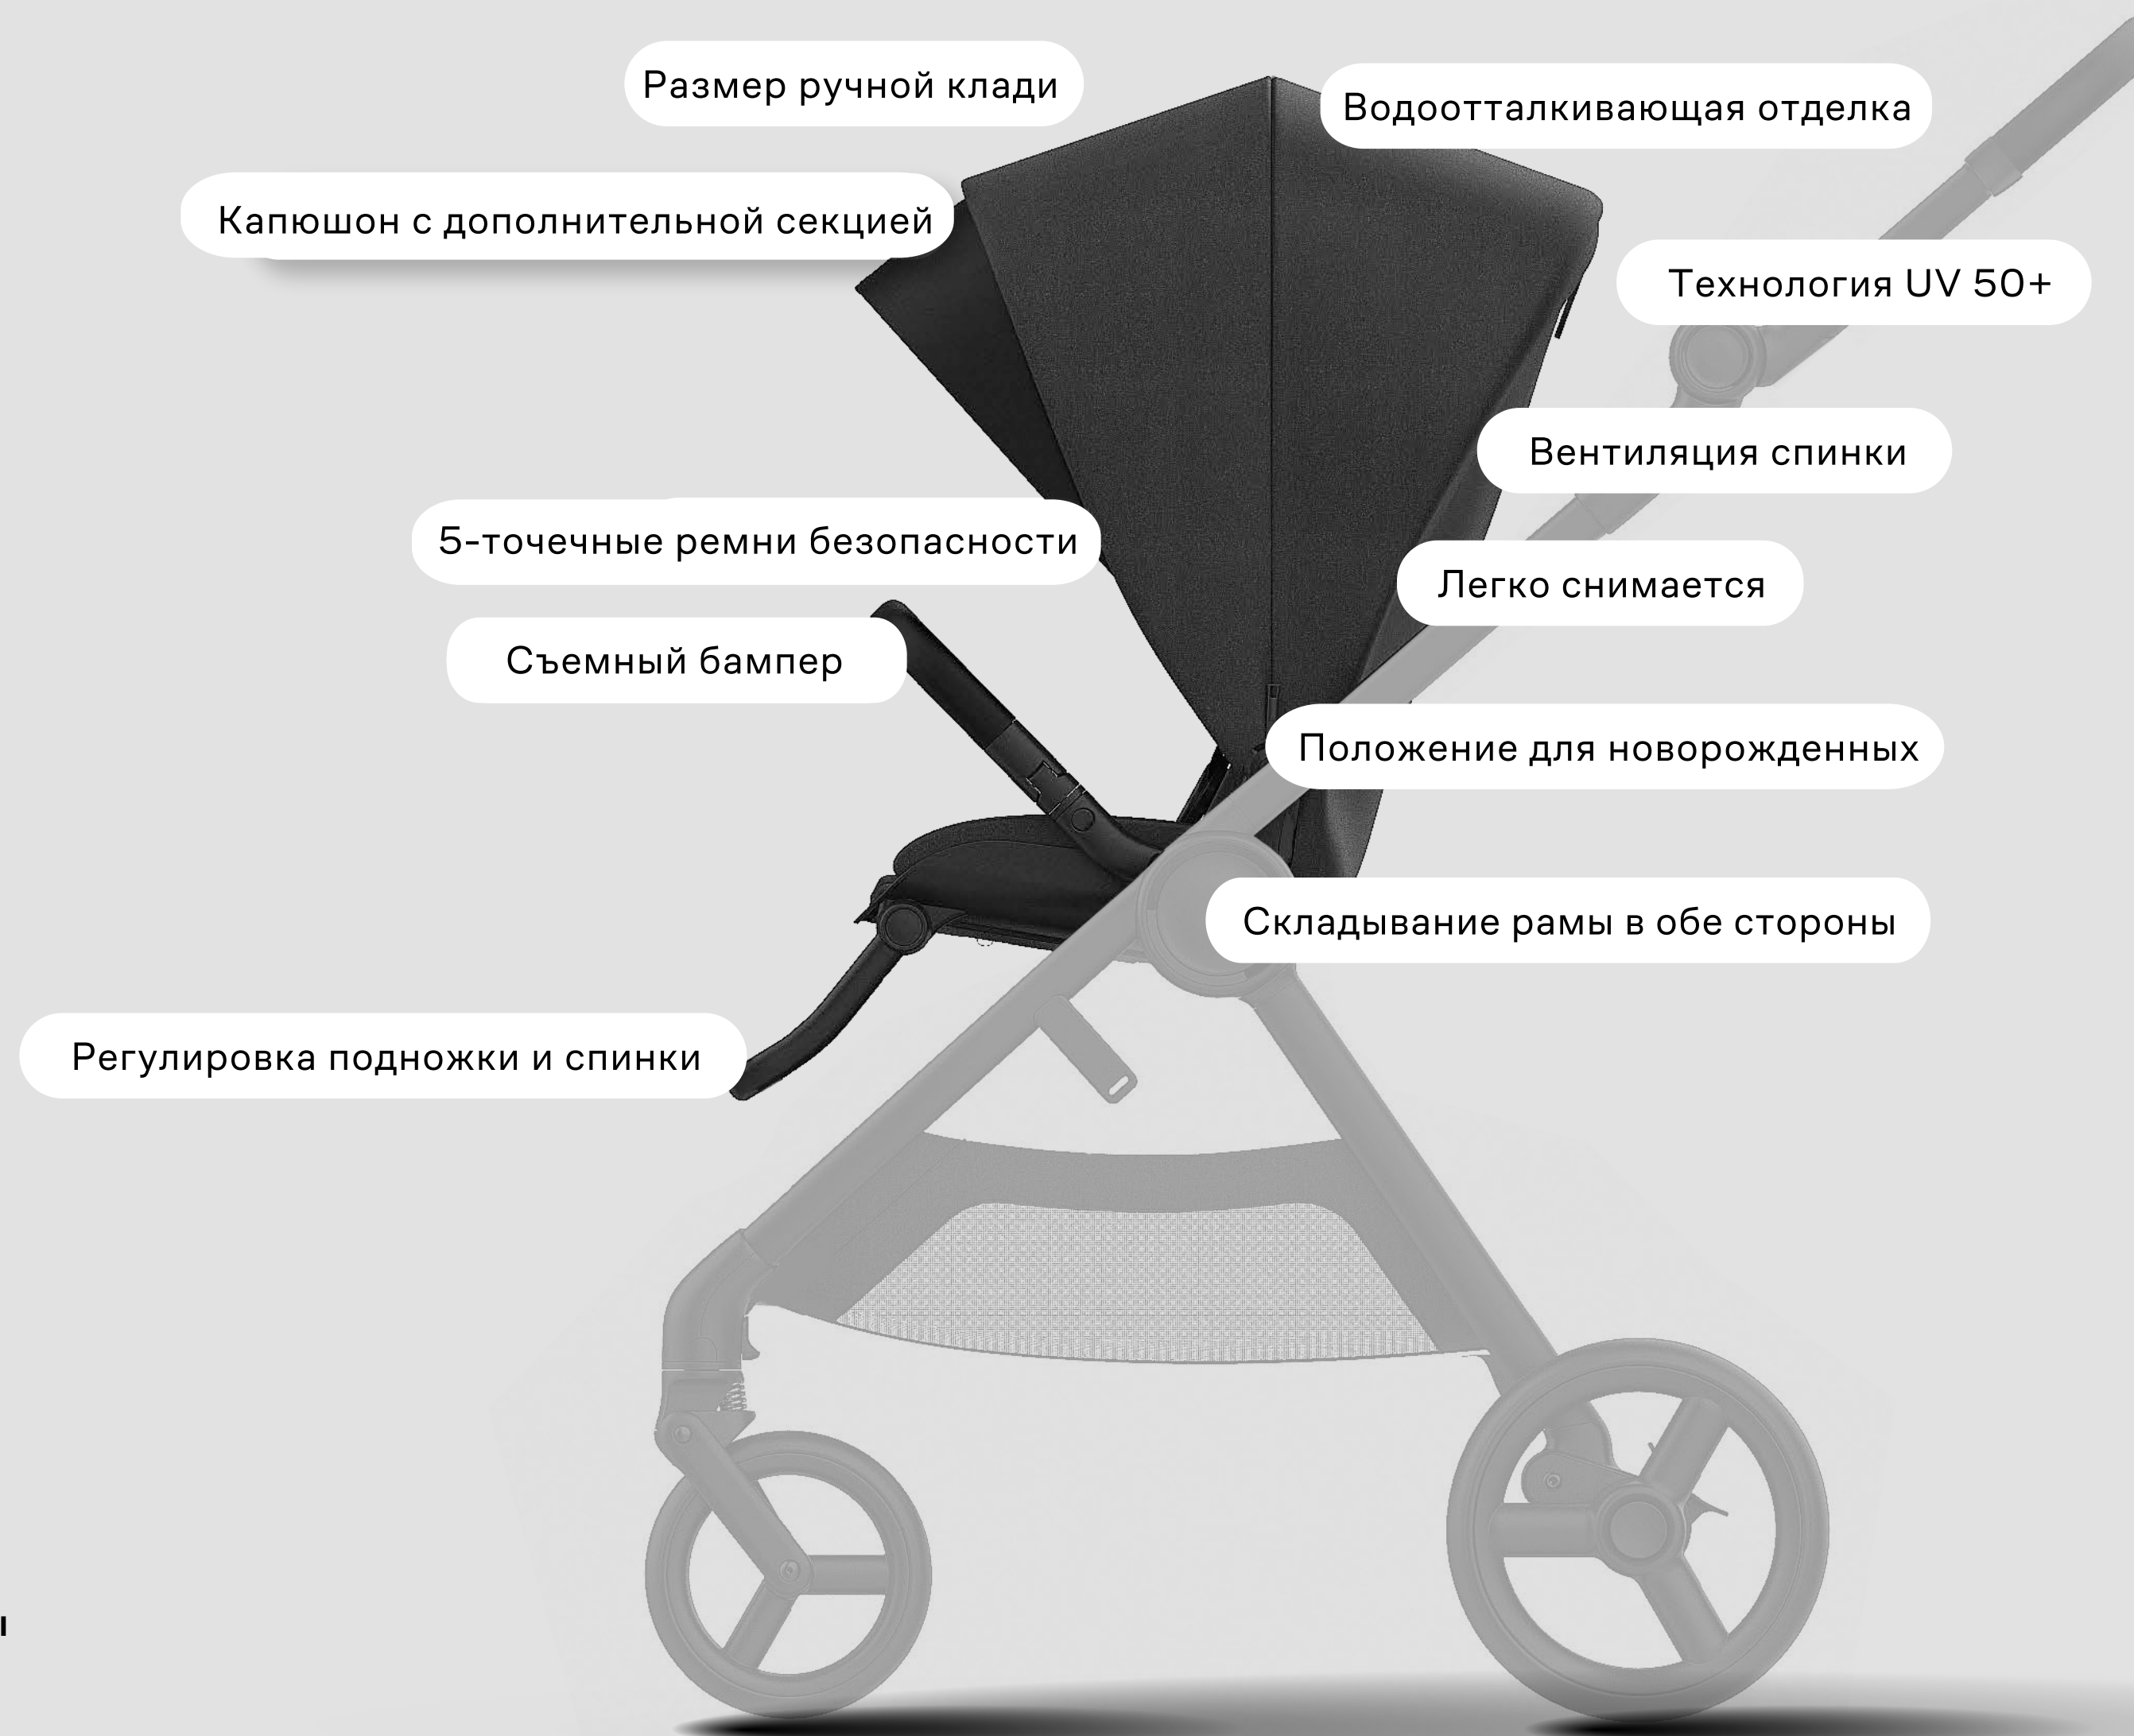 Размер ручной клади
Водоотталкивающая отделка
Капюшон с дополнительной секцией
Технология UV 50+
Вентиляция спинки
5-точечные ремни безопасности
Легко снимается
Съемный бампер
Положение для новорожденных
Складывание рамы в обе стороны
Регулировка подножки и спинки